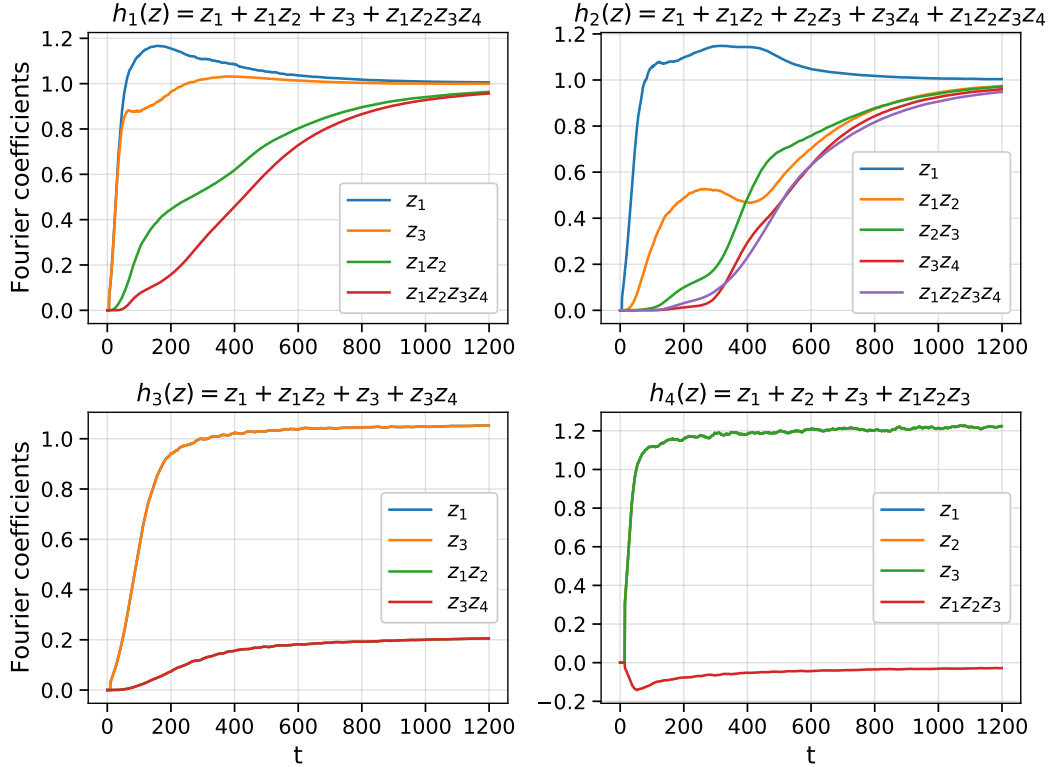 h₁(z) = z₁ + z₁z₂ + z₃ + z₁z₂z₃z₄
Fourier coefficients
1.2
1.0
0.8
0.6
0.4
0.2
0.0
0 200 400 600 800 1000 1200
z₁
z₃
z₁z₂
z₁z₂z₃z₄
h₂(z) = z₁ + z₁z₂ + z₂z₃ + z₃z₄ + z₁z₂z₃z₄
1.2
1.0
0.8
0.6
0.4
0.2
0.0
0 200 400 600 800 1000 1200
z₁
z₁z₂
z₂z₃
z₃z₄
z₁z₂z₃z₄
h₃(z) = z₁ + z₁z₂ + z₃ + z₃z₄
Fourier coefficients
1.0
0.8
0.6
0.4
0.2
0.0
0 200 400 600 800 1000 1200
t
z₁
z₃
z₁z₂
z₃z₄
h₄(z) = z₁ + z₂ + z₃ + z₁z₂z₃
1.2
1.0
0.8
0.6
0.4
0.2
0.0
−0.2
0 200 400 600 800 1000 1200
t
z₁
z₂
z₃
z₁z₂z₃